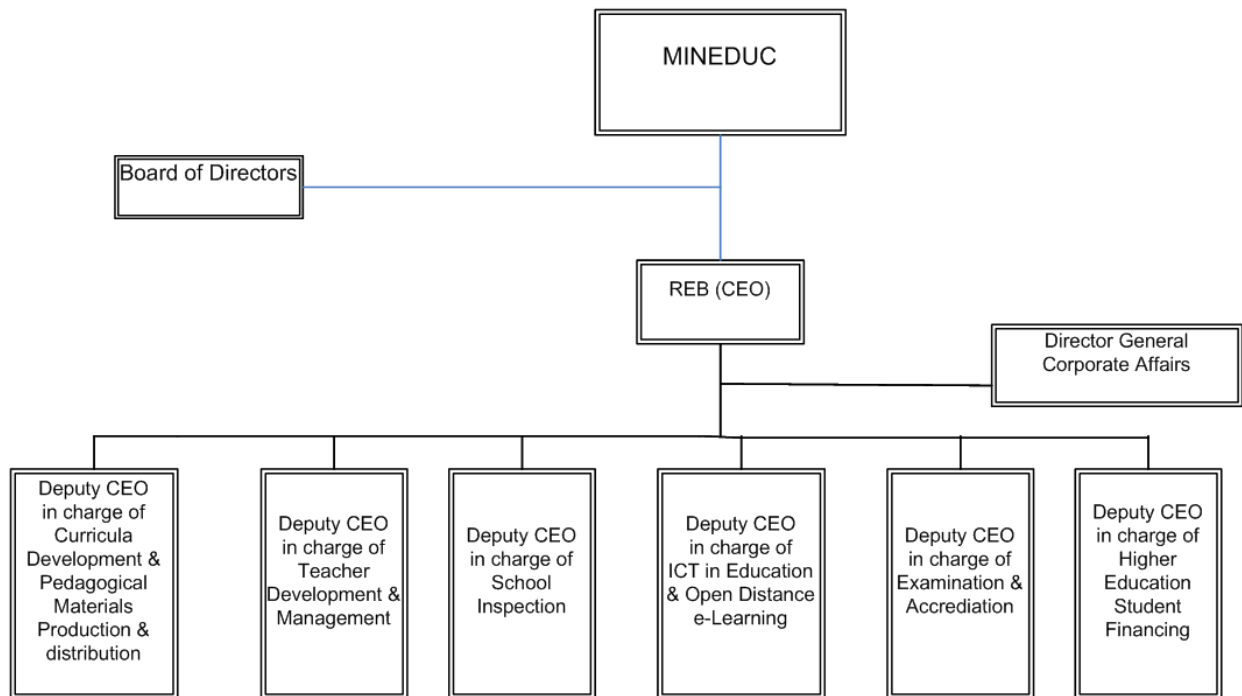 MINEDUC
Board of Directors
REB (CEO)
Director General
Corporate Affairs
Deputy CEO
in charge of
Curricula
Development &
Pedagogical
Materials
Production &
distribution
Deputy CEO
in charge of
Teacher
Development &
Management
Deputy CEO
in charge of
School
Inspection
Deputy CEO
in charge of
ICT in Education
& Open Distance
e-Learning
Deputy CEO
in charge of
Examination &
Accrediation
Deputy CEO
in charge of
Higher
Education
Student
Financing